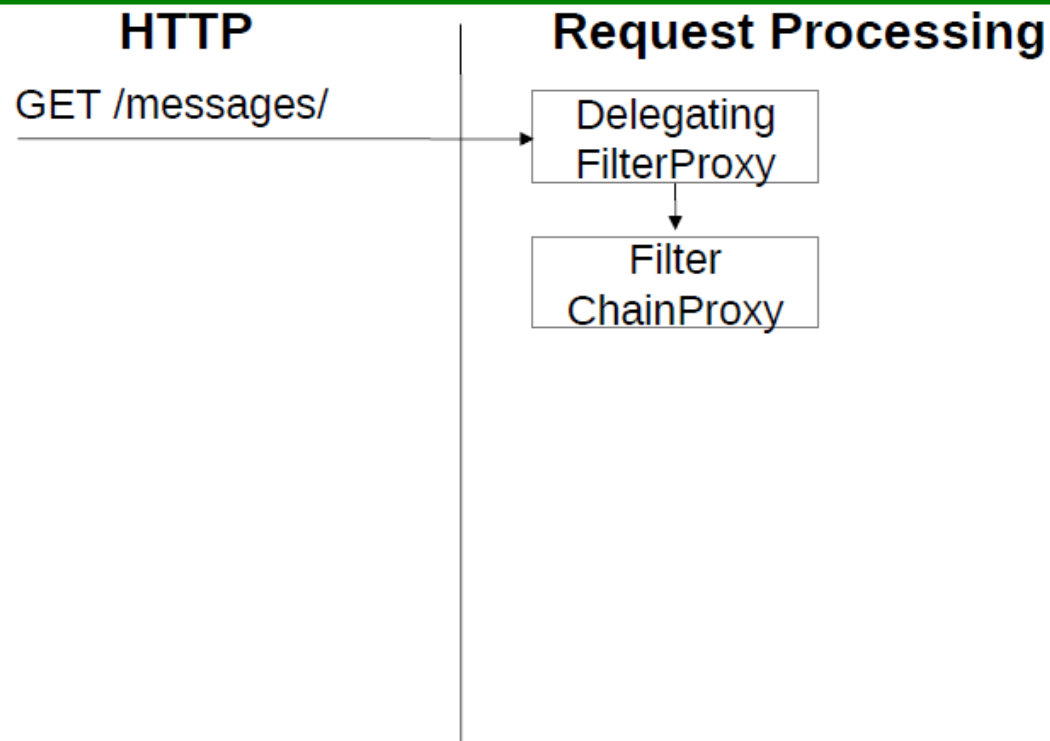 HTTP
Request Processing
GET /messages/
Delegating
FilterProxy
Filter
ChainProxy